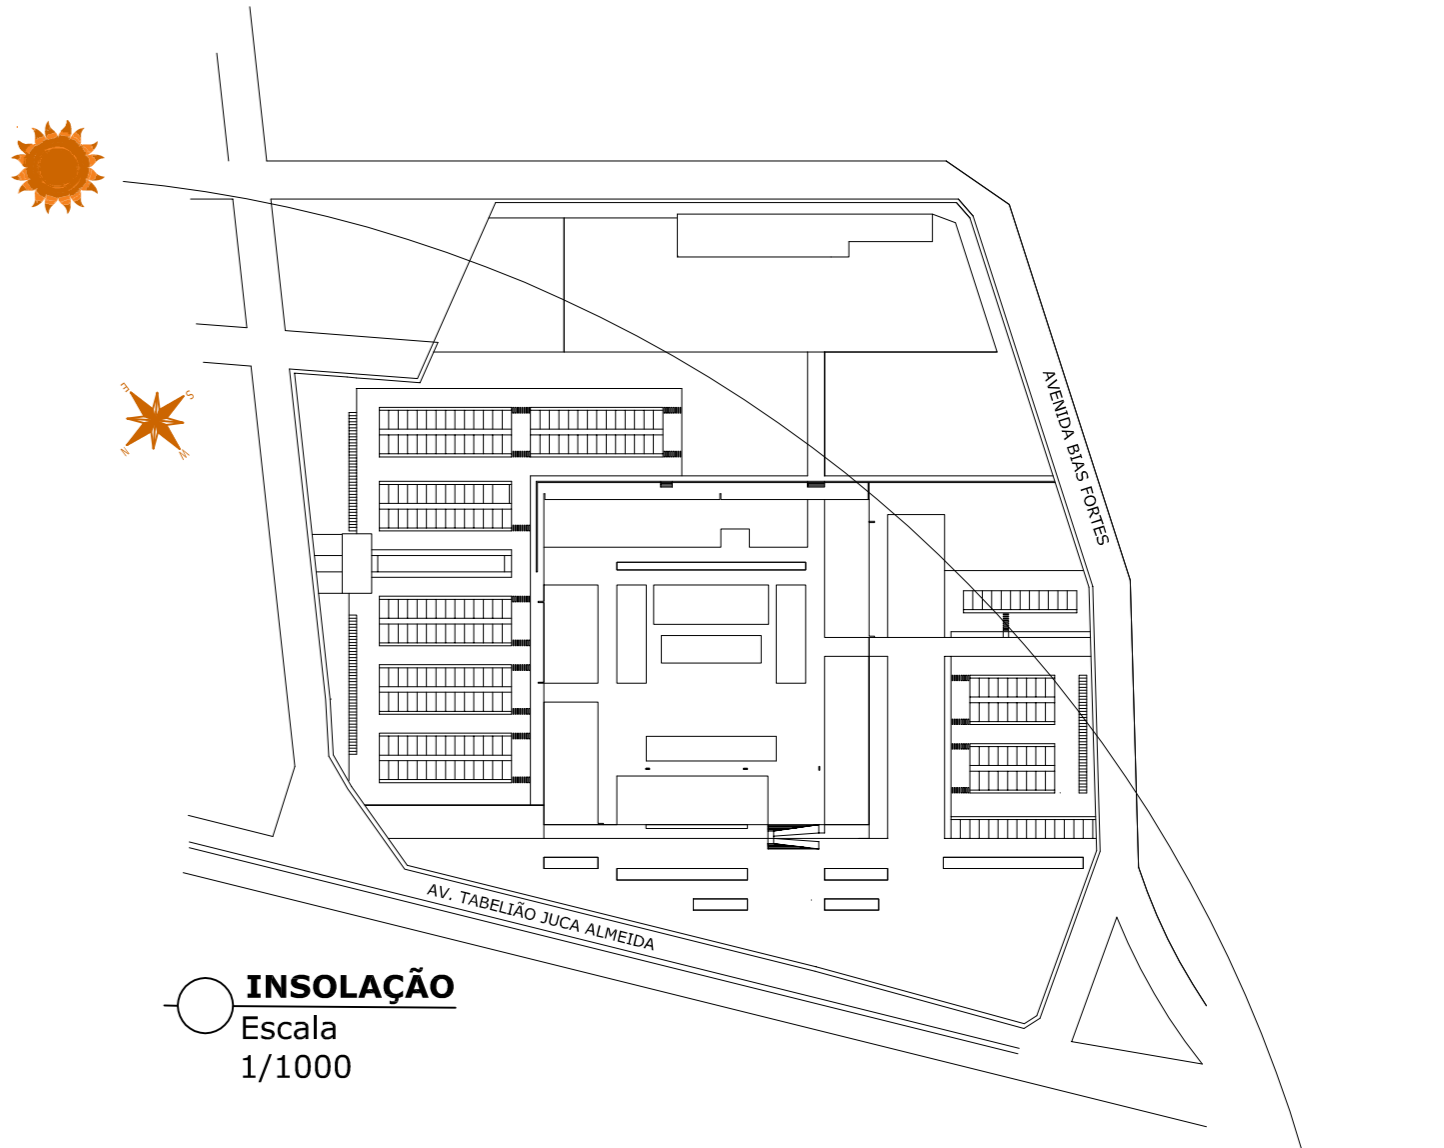 E
S
N
W
AVENIDA BIAS FORTES
AV. TABELIÃO JUCA ALMEIDA
INSOLAÇÃO
Escala
1/1000